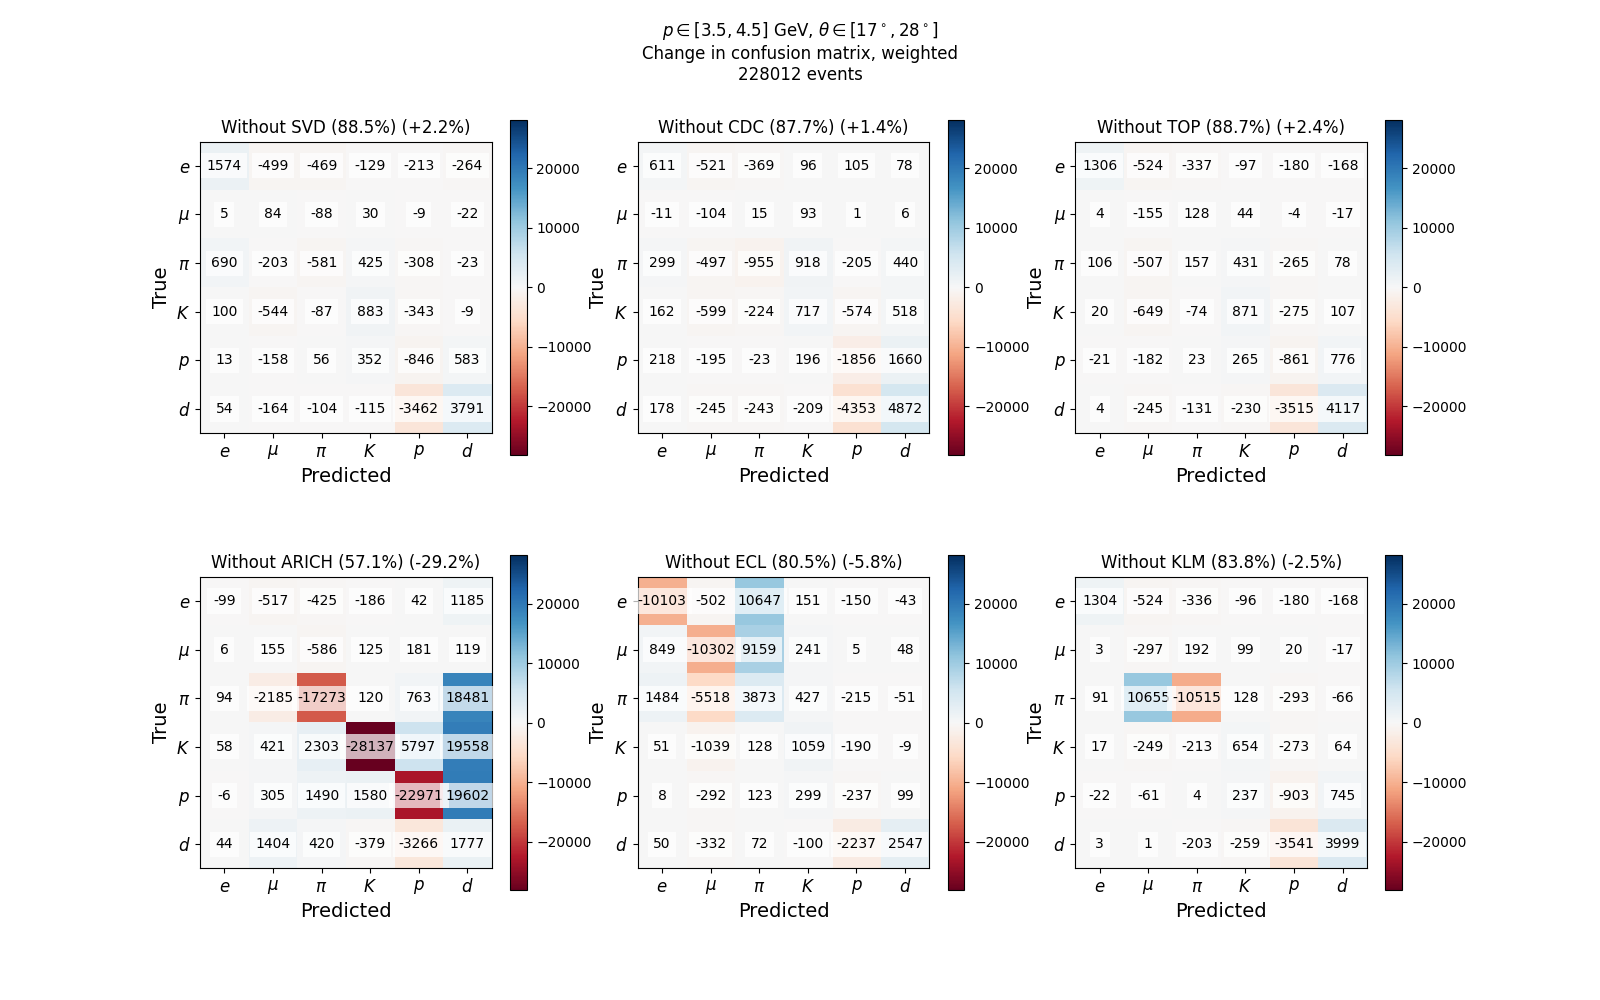 p ∈ [3.5, 4.5] GeV, θ ∈ [17°, 28°]
Change in confusion matrix, weighted
228012 events
Without SVD (88.5%) (+2.2%)
e 1574 -499 -469 -129 -213 -264
μ 5 84 -88 30 -9 -22
π 690 -203 -581 425 -308 -23
K 100 -544 -87 883 -343 -9
p 13 -158 56 352 -846 583
d 54 -164 -104 -115 -3462 3791
e μ π K p d
Predicted
True
20000
10000
0
−10000
−20000
Without CDC (87.7%) (+1.4%)
e 611 -521 -369 96 105 78
μ -11 -104 15 93 1 6
π 299 -497 -955 918 -205 440
K 162 -599 -224 717 -574 518
p 218 -195 -23 196 -1856 1660
d 178 -245 -243 -209 -4353 4872
e μ π K p d
Predicted
True
20000
10000
0
−10000
−20000
Without TOP (88.7%) (+2.4%)
e 1306 -524 -337 -97 -180 -168
μ 4 -155 128 44 -4 -17
π 106 -507 157 431 -265 78
K 20 -649 -74 871 -275 107
p -21 -182 23 265 -861 776
d 4 -245 -131 -230 -3515 4117
e μ π K p d
Predicted
True
20000
10000
0
−10000
−20000
Without ARICH (57.1%) (-29.2%)
e -99 -517 -425 -186 42 1185
μ 6 155 -586 125 181 119
π 94 -2185 -17273 120 763 18481
K 58 421 2303 -28137 5797 19558
p -6 305 1490 1580 -22971 19602
d 44 1404 420 -379 -3266 1777
e μ π K p d
Predicted
True
20000
10000
0
−10000
−20000
Without ECL (80.5%) (-5.8%)
e -10103 -502 10647 151 -150 -43
μ 849 -10302 9159 241 5 48
π 1484 -5518 3873 427 -215 -51
K 51 -1039 128 1059 -190 -9
p 8 -292 123 299 -237 99
d 50 -332 72 -100 -2237 2547
e μ π K p d
Predicted
True
20000
10000
0
−10000
−20000
Without KLM (83.8%) (-2.5%)
e 1304 -524 -336 -96 -180 -168
μ 3 -297 192 99 20 -17
π 91 10655 -10515 128 -293 -66
K 17 -249 -213 654 -273 64
p -22 -61 4 237 -903 745
d 3 1 -203 -259 -3541 3999
e μ π K p d
Predicted
True
20000
10000
0
−10000
−20000